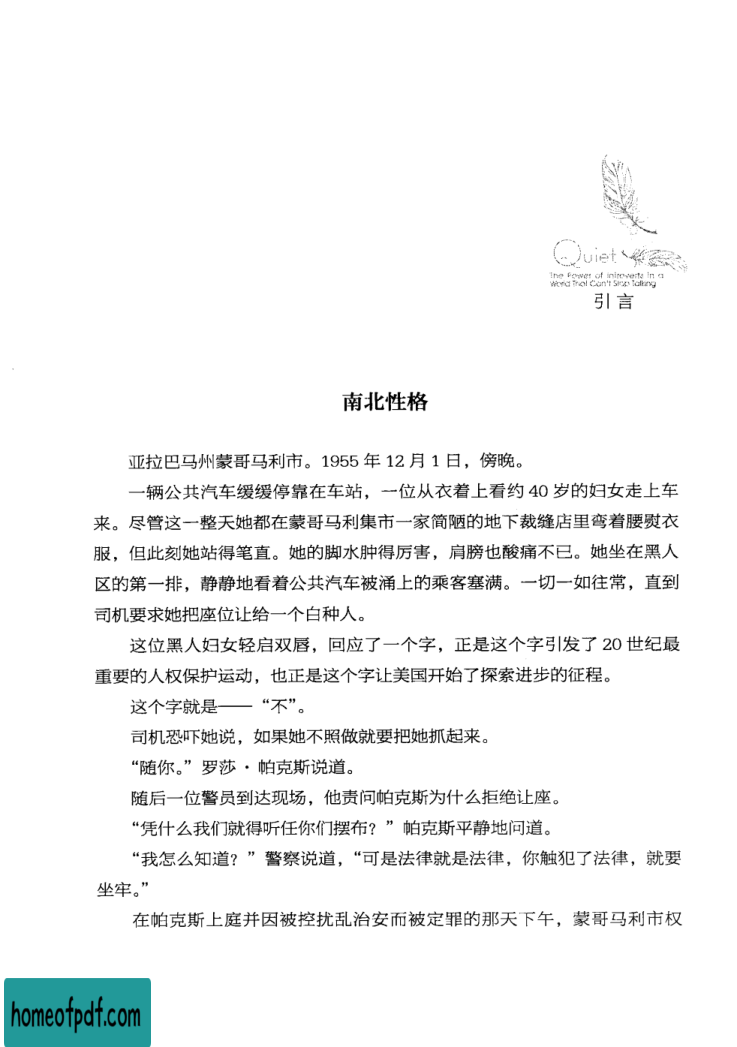 Quiet
The Power of Introverts in a
World That Can't Stop Talking
引言
南北性格
亚拉巴马州蒙哥马利市。1955 年 12 月 1 日，傍晚。
一辆公共汽车缓缓停靠在车站，一位从衣着上看约 40 岁的妇女走上车
来。尽管这一整天她都在蒙哥马利集市一家简陋的地下裁缝店里弯着腰熨衣
服，但此刻她站得笔直。她的脚水肿得厉害，肩膀也酸痛不已。她坐在黑人
区的第一排，静静地看着公共汽车被涌上的乘客塞满。一切一如往常，直到
司机要求她把座位让给一个白种人。
这位黑人妇女轻启双唇，回应了一个字，正是这个字引发了 20 世纪最
重要的人权保护运动，也正是这个字让美国开始了探索进步的征程。
这个字就是——“不”。
司机恐吓她说，如果她不照做就要把她抓起来。
“随你。”罗莎·帕克斯说道。
随后一位警员到达现场，他责问帕克斯为什么拒绝让座。
“凭什么我们就得听任你们摆布？”帕克斯平静地问道。
“我怎么知道？”警察说道，“可是法律就是法律，你触犯了法律，就要
坐牢。”
在帕克斯上庭并因被控扰乱治安而被定罪的那天下午，蒙哥马利市权
homeofpdf.com